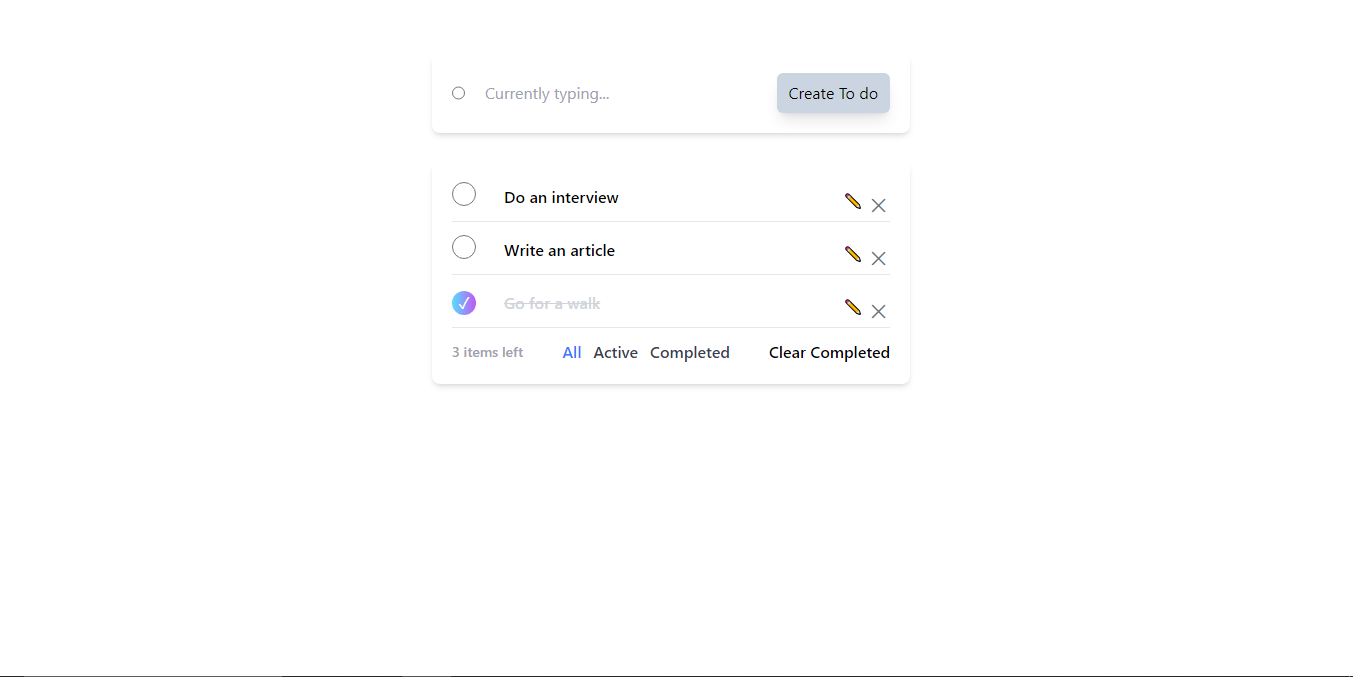 Currently typing... Create To do
Do an interview
Write an article
Go for a walk
3 items left All Active Completed Clear Completed